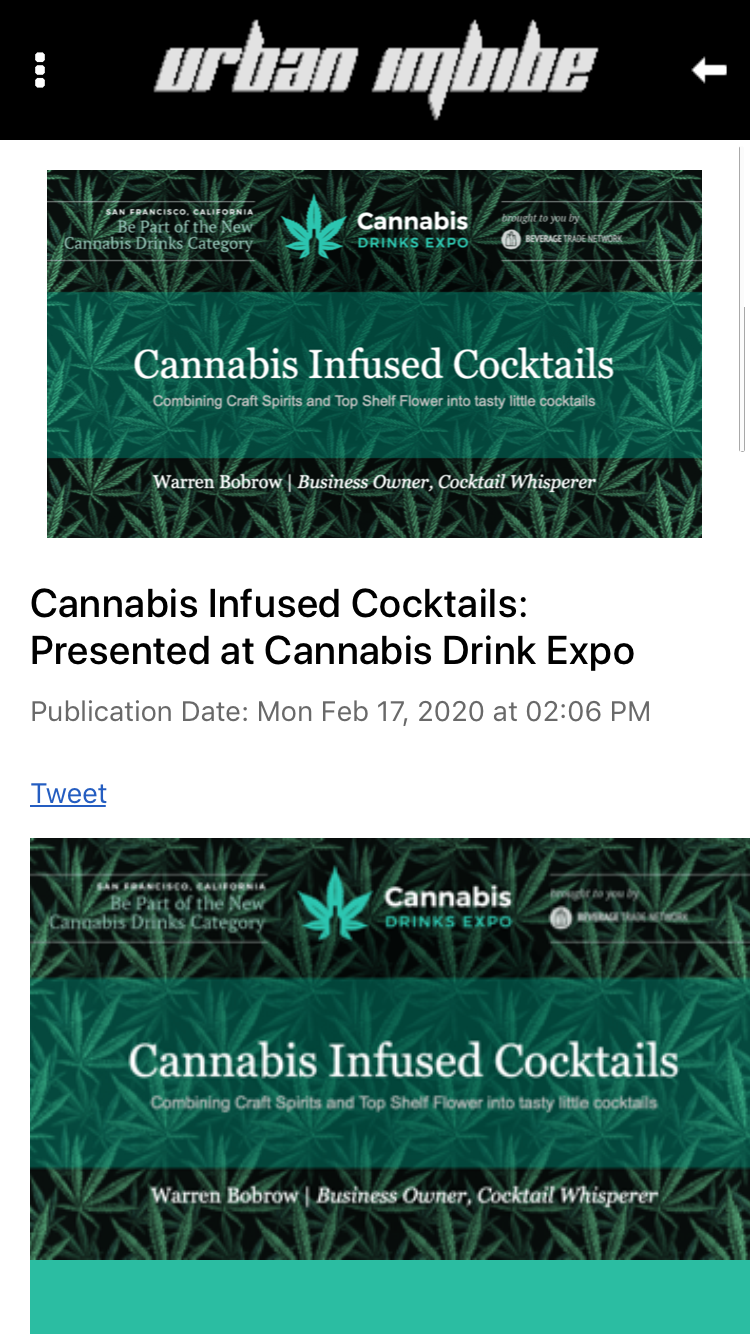 urban imbibe
SAN FRANCISCO, CALIFORNIA
Be Part of the New
Cannabis Drinks Category
Cannabis
DRINKS EXPO
brought to you by
BEVERAGE TRADE NETWORK
Cannabis Infused Cocktails
Combining Craft Spirits and Top Shelf Flower into tasty little cocktails
Warren Bobrow | Business Owner, Cocktail Whisperer
Cannabis Infused Cocktails:
Presented at Cannabis Drink Expo
Publication Date: Mon Feb 17, 2020 at 02:06 PM
Tweet
SAN FRANCISCO, CALIFORNIA
Be Part of the New
Cannabis Drinks Category
Cannabis
DRINKS EXPO
brought to you by
BEVERAGE TRADE NETWORK
Cannabis Infused Cocktails
Combining Craft Spirits and Top Shelf Flower into tasty little cocktails
Warren Bobrow | Business Owner, Cocktail Whisperer